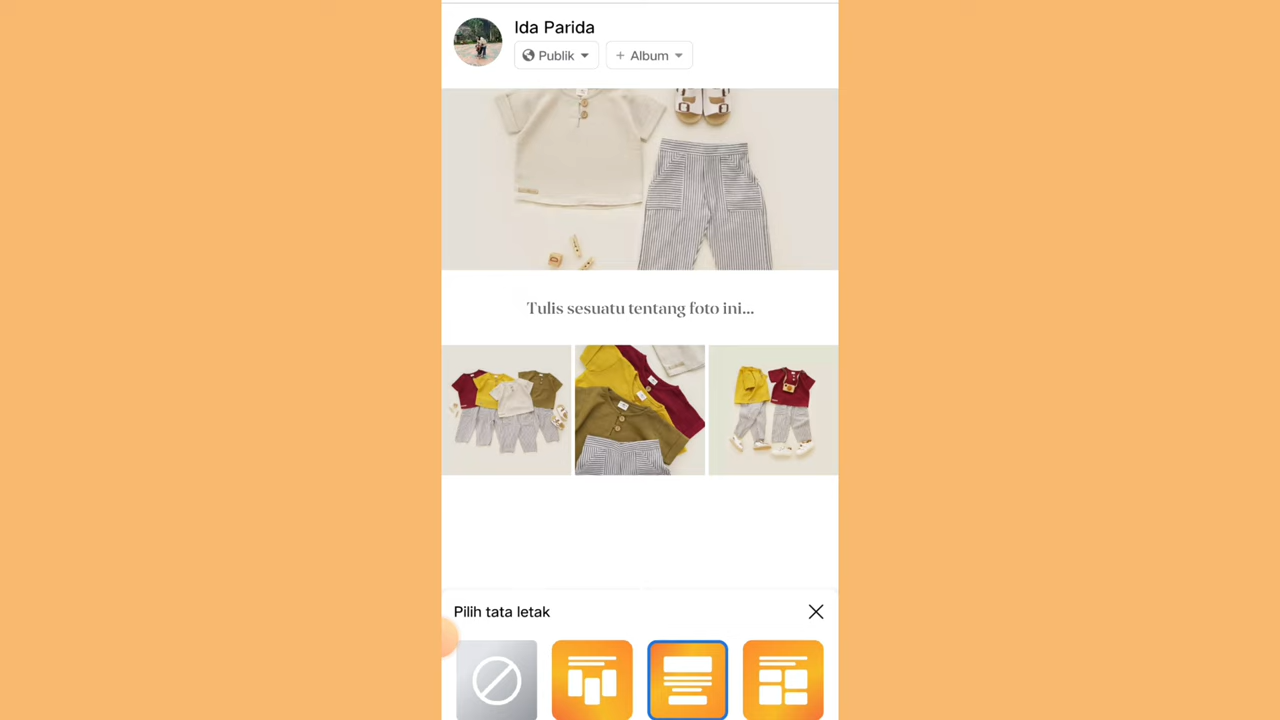 Ida Parida
Publik
+ Album
Tulis sesuatu tentang foto ini...
Pilih tata letak